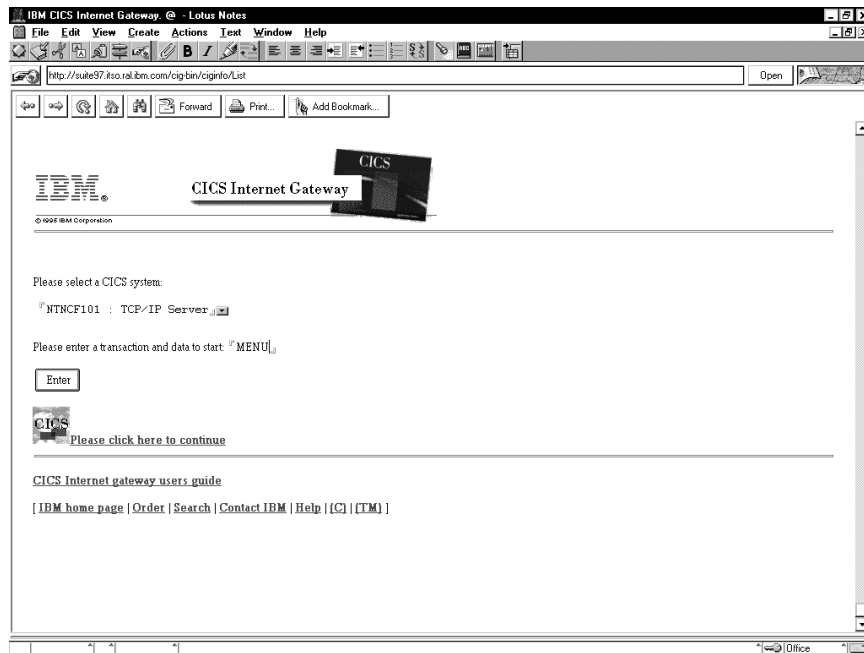 IBM CICS Internet Gateway. @ - Lotus Notes
File Edit View Create Actions Text Window Help
http://suite97.itso.ral.ibm.com/cig-bin/ciginfo/List Open
Forward Print... Add Bookmark...
CICS
IBM®
CICS Internet Gateway
© 1995 IBM Corporation
Please select a CICS system:
NTNCF101 : TCP/IP Server
Please enter a transaction and data to start: MENU
Enter
CICS
Please click here to continue
CICS Internet gateway users guide
[ IBM home page | Order | Search | Contact IBM | Help | (C) | (TM) ]
Office